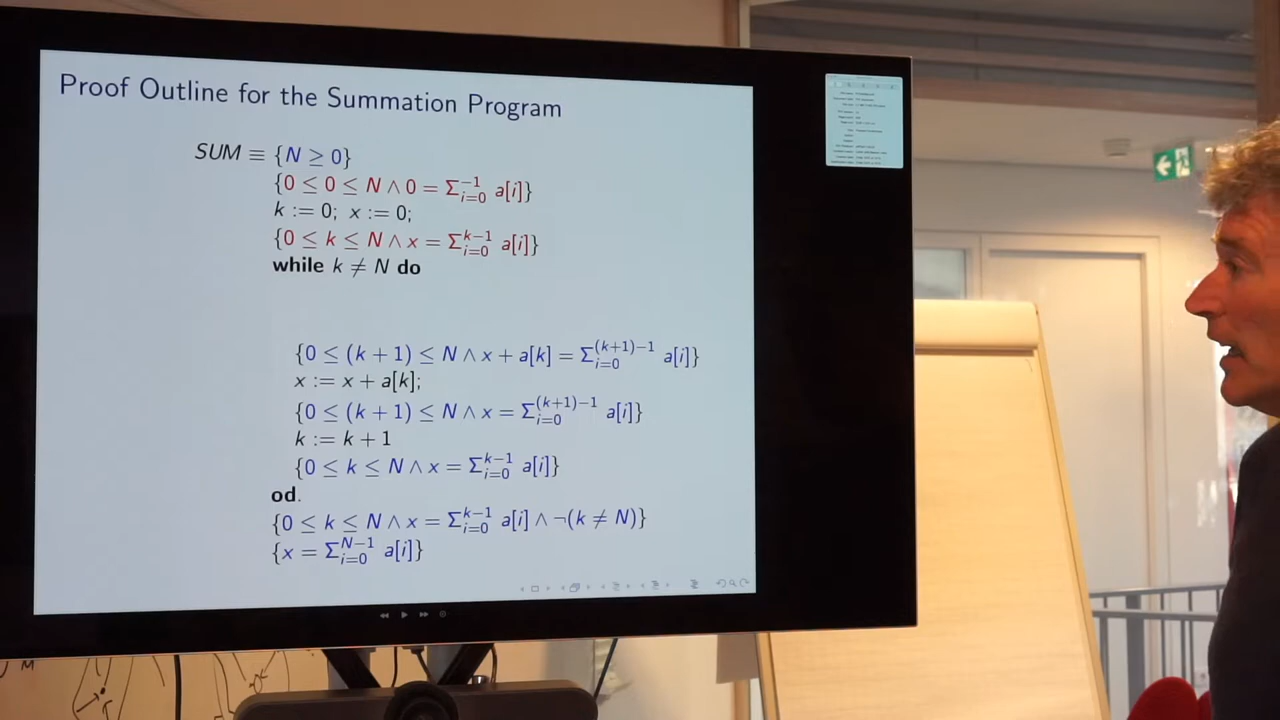 Proof Outline for the Summation Program
SUM ≡ {N ≥ 0}
{0 ≤ 0 ≤ N ∧ 0 = Σ_{i=0}^{-1} a[i]}
k := 0; x := 0;
{0 ≤ k ≤ N ∧ x = Σ_{i=0}^{k-1} a[i]}
while k ≠ N do
{0 ≤ (k + 1) ≤ N ∧ x + a[k] = Σ_{i=0}^{(k+1)-1} a[i]}
x := x + a[k];
{0 ≤ (k + 1) ≤ N ∧ x = Σ_{i=0}^{(k+1)-1} a[i]}
k := k + 1
{0 ≤ k ≤ N ∧ x = Σ_{i=0}^{k-1} a[i]}
od.
{0 ≤ k ≤ N ∧ x = Σ_{i=0}^{k-1} a[i] ∧ ¬(k ≠ N)}
{x = Σ_{i=0}^{N-1} a[i]}